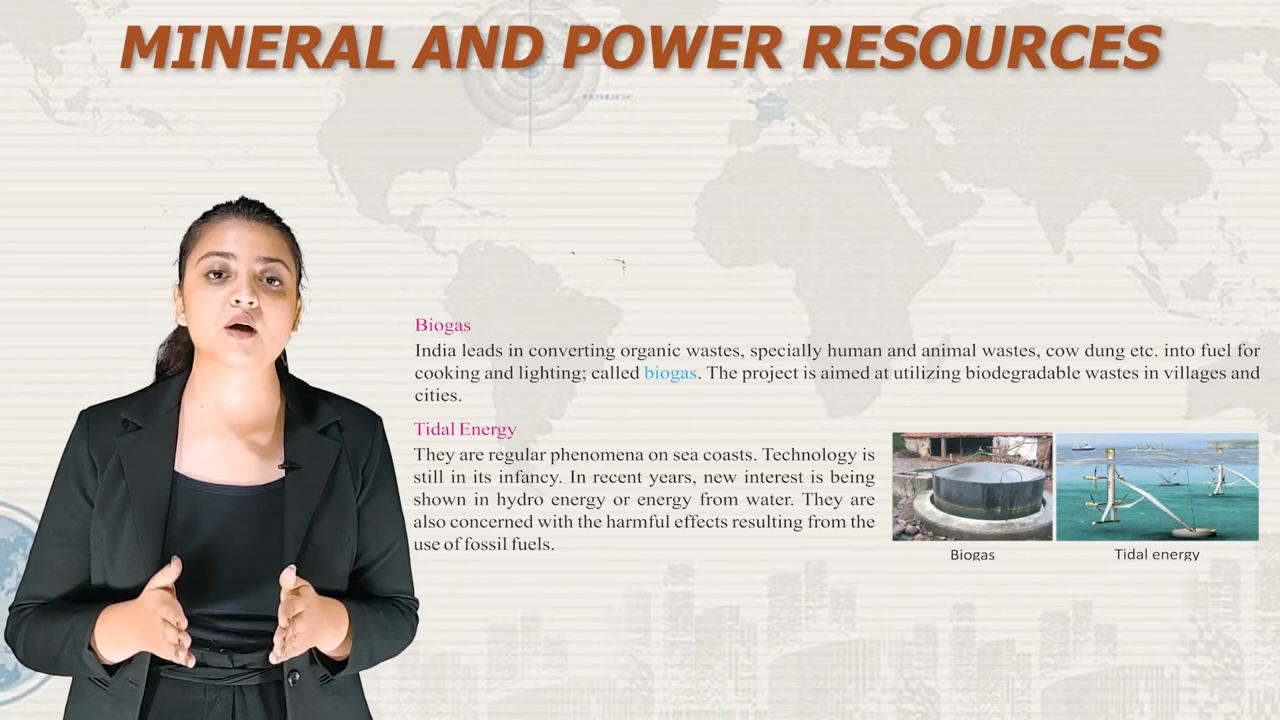 MINERAL AND POWER RESOURCES
Biogas
India leads in converting organic wastes, specially human and animal wastes, cow dung etc. into fuel for
cooking and lighting; called biogas. The project is aimed at utilizing biodegradable wastes in villages and
cities.
Tidal Energy
They are regular phenomena on sea coasts. Technology is
still in its infancy. In recent years, new interest is being
shown in hydro energy or energy from water. They are
also concerned with the harmful effects resulting from the
use of fossil fuels.
Biogas
Tidal energy